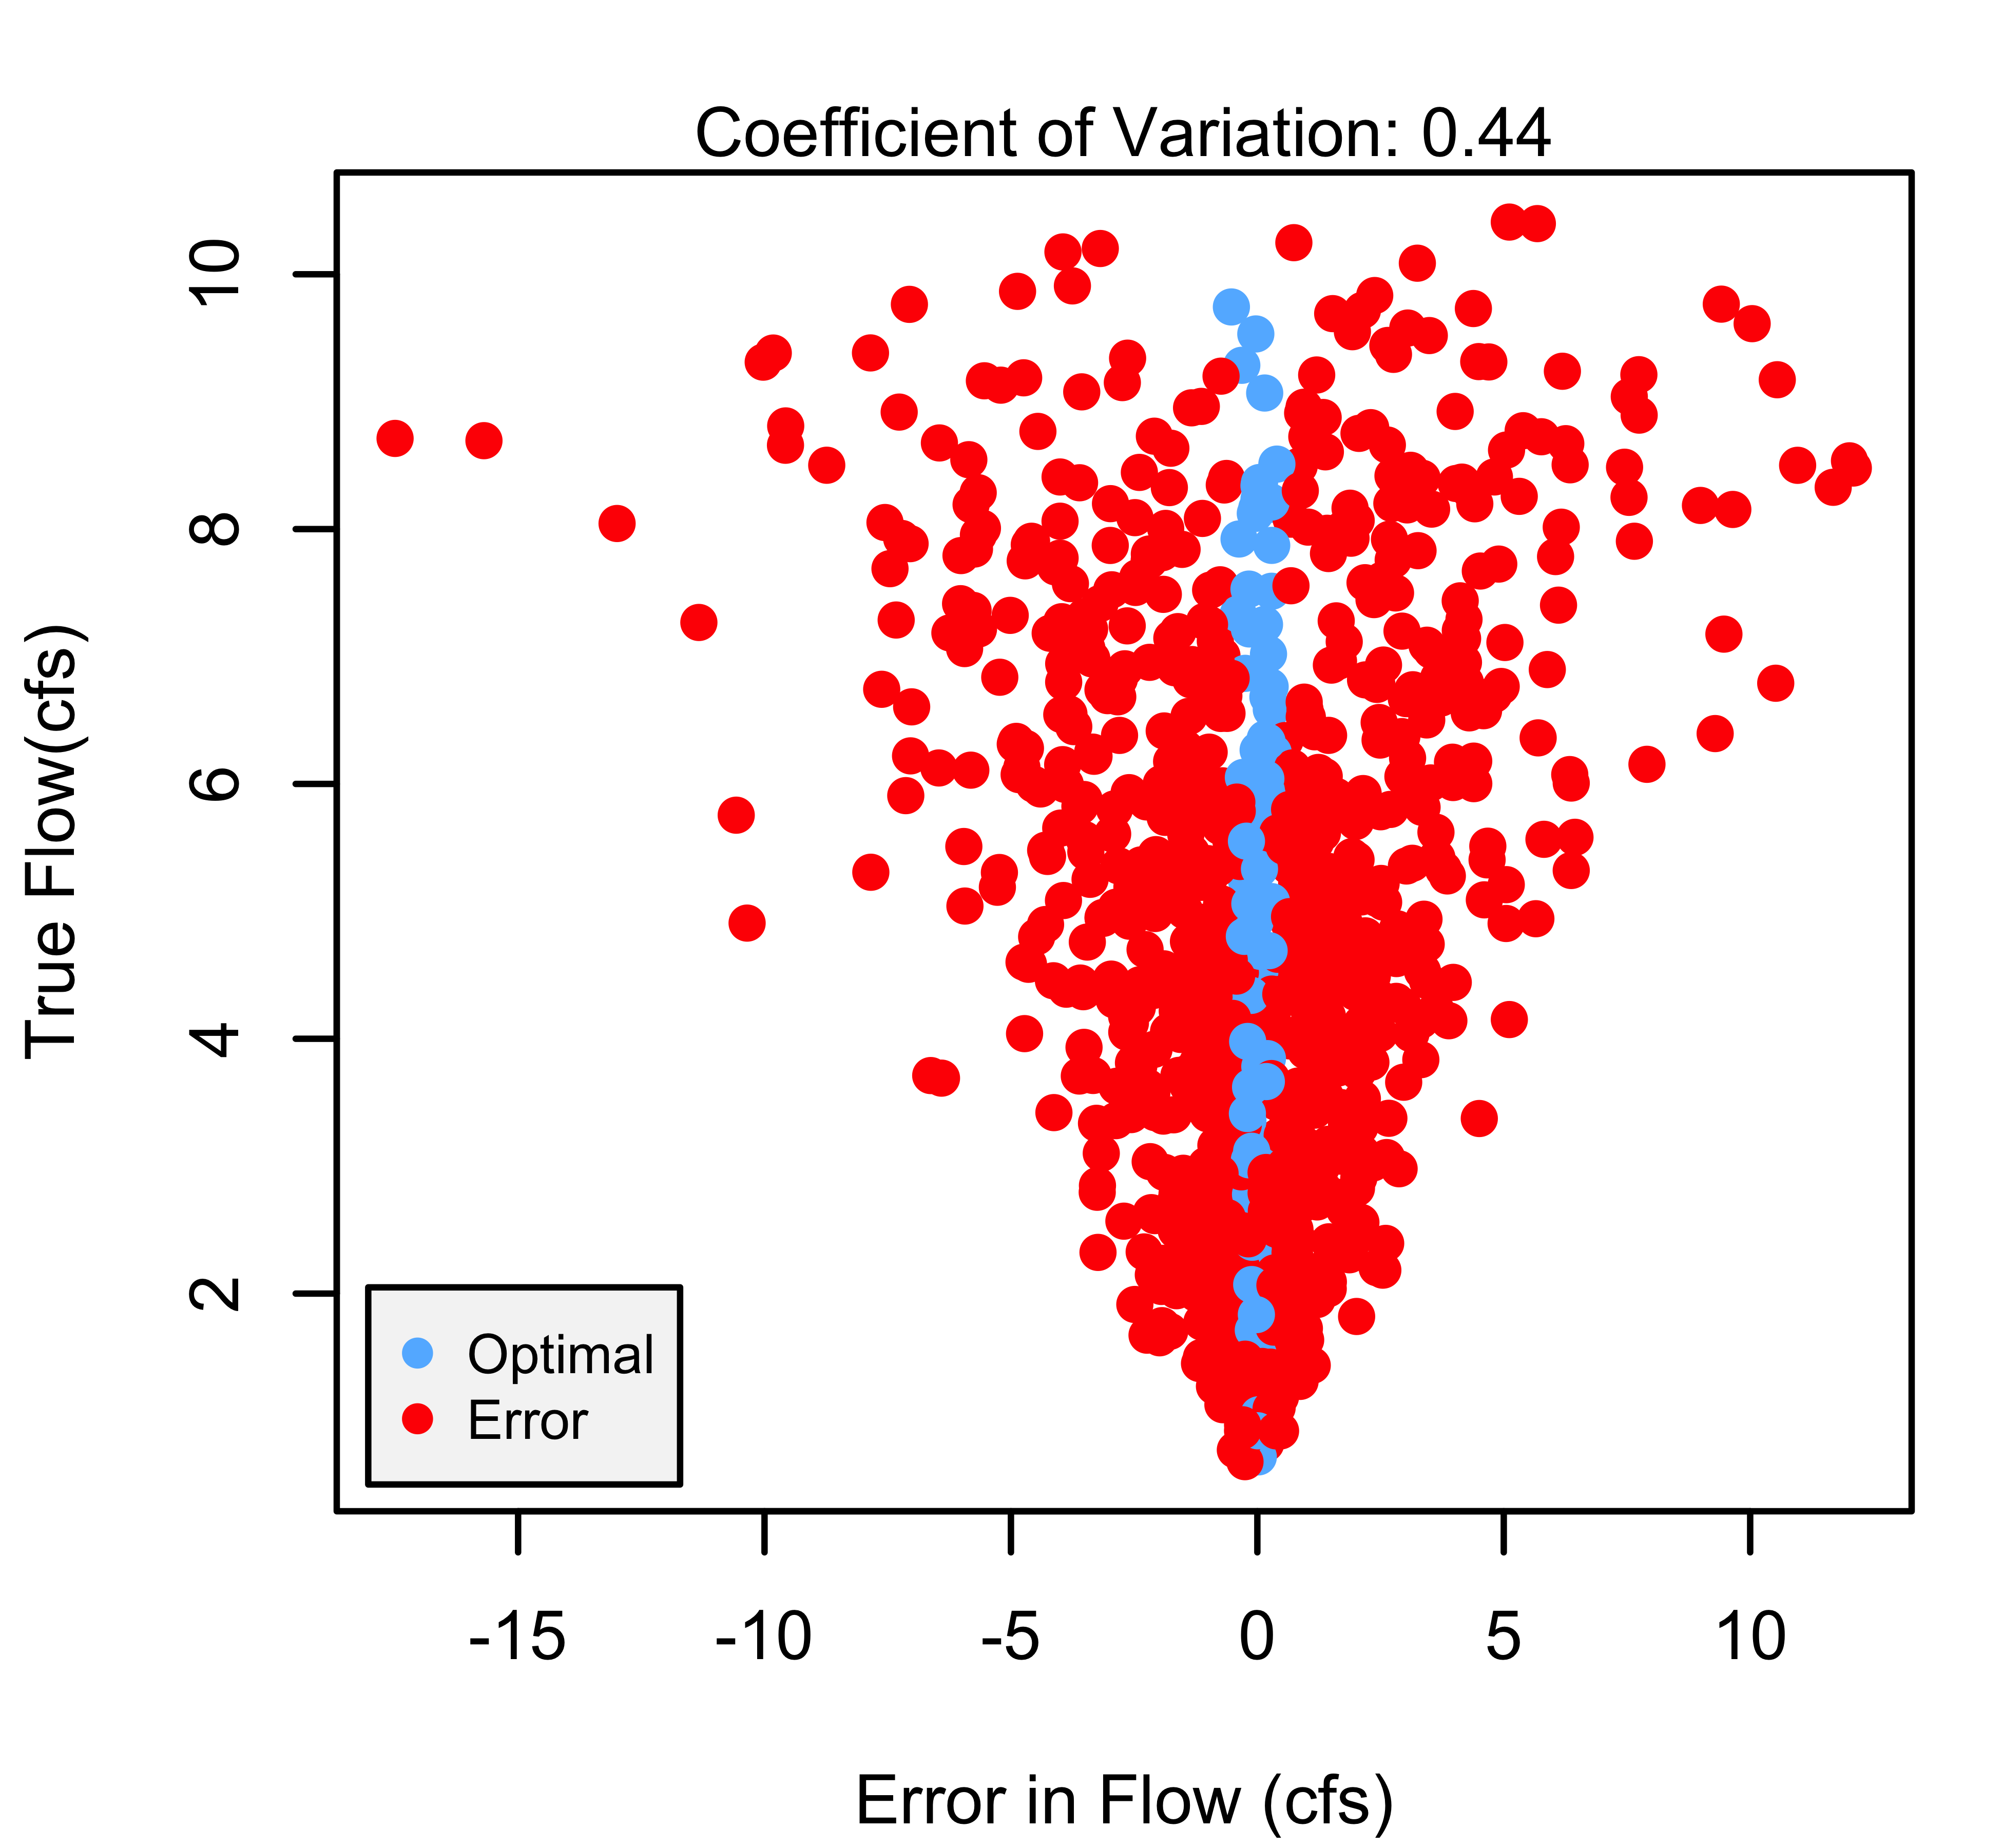 Coefficient of Variation: 0.44
True Flow(cfs)
10
8
6
4
2
Optimal
Error
-15 -10 -5 0 5 10
Error in Flow (cfs)